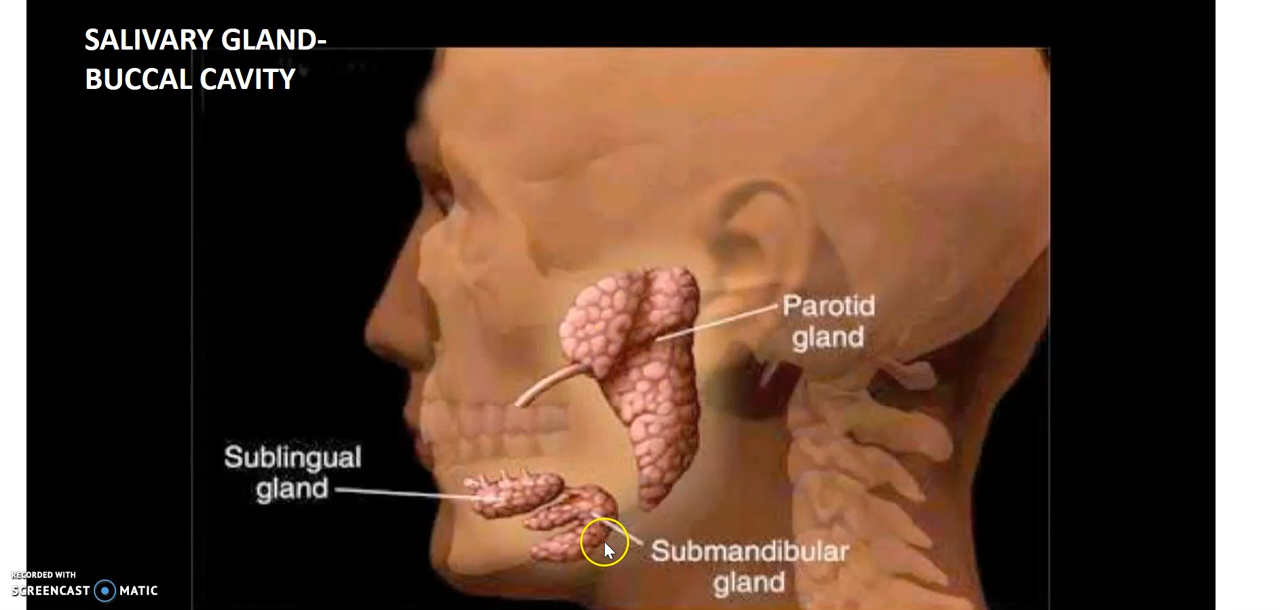 SALIVARY GLAND-
BUCCAL CAVITY
Parotid
gland
Sublingual
gland
Submandibular
gland
RECORDED WITH
SCREENCAST MATIC